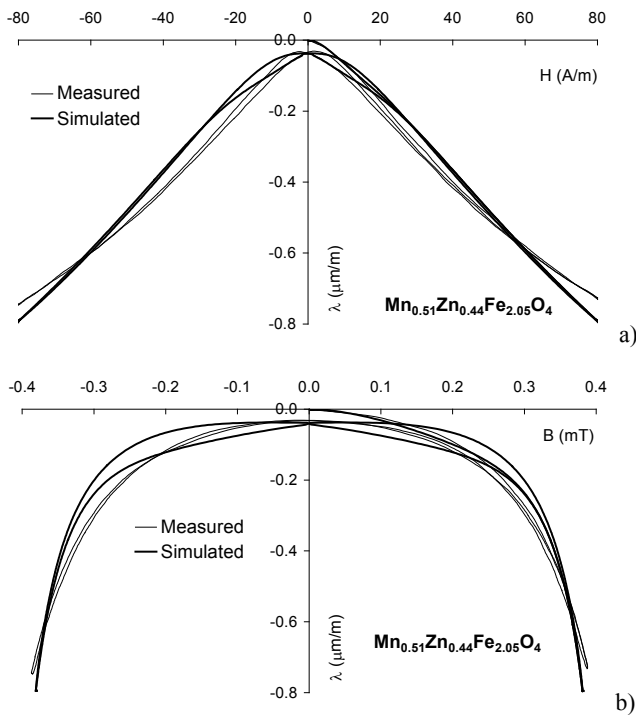 -80 -60 -40 -20 0 20 40 60 80
0.0
H (A/m)
Measured
Simulated
-0.2
-0.4
-0.6
λ (μm/m)
Mn0.51Zn0.44Fe2.05O4
-0.8
a)
-0.4 -0.3 -0.2 -0.1 0.0 0.1 0.2 0.3 0.4
0.0
B (mT)
-0.2
Measured
Simulated
-0.4
-0.6
λ (μm/m)
Mn0.51Zn0.44Fe2.05O4
-0.8
b)